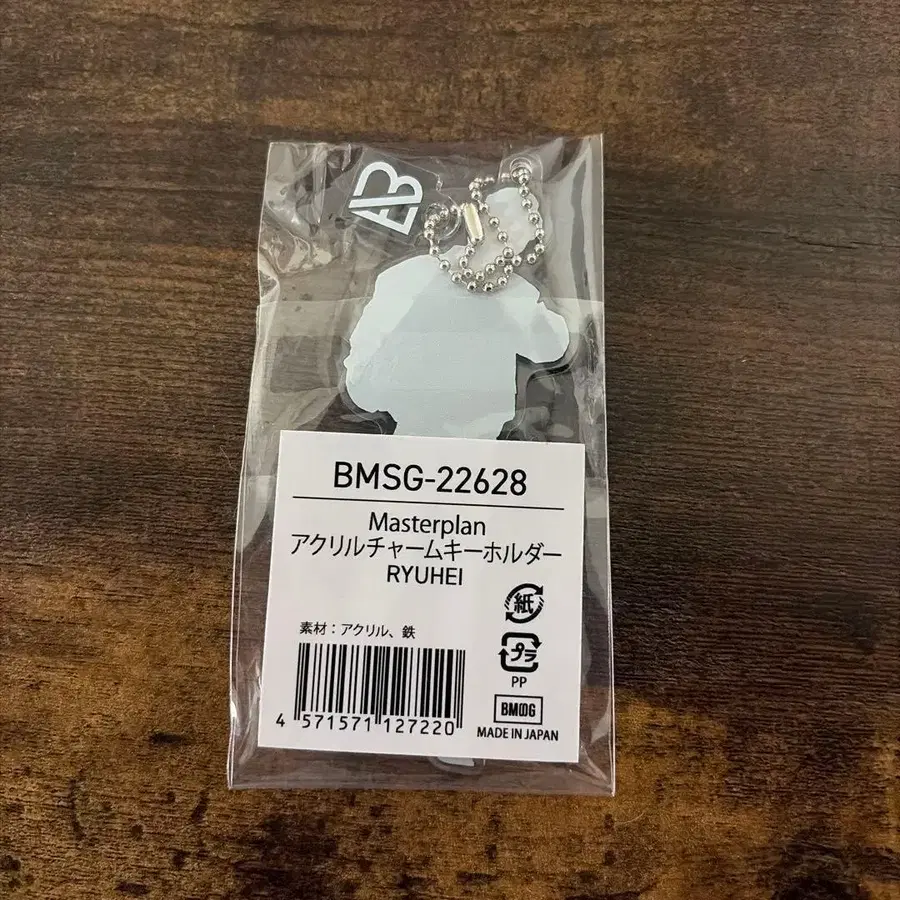 BMSG-22628
Masterplan
アクリルチャームキーホルダー
RYUHEI
紙
素材：アクリル、鉄
プラ
PP
BMSG
4 571571 127220
MADE IN JAPAN